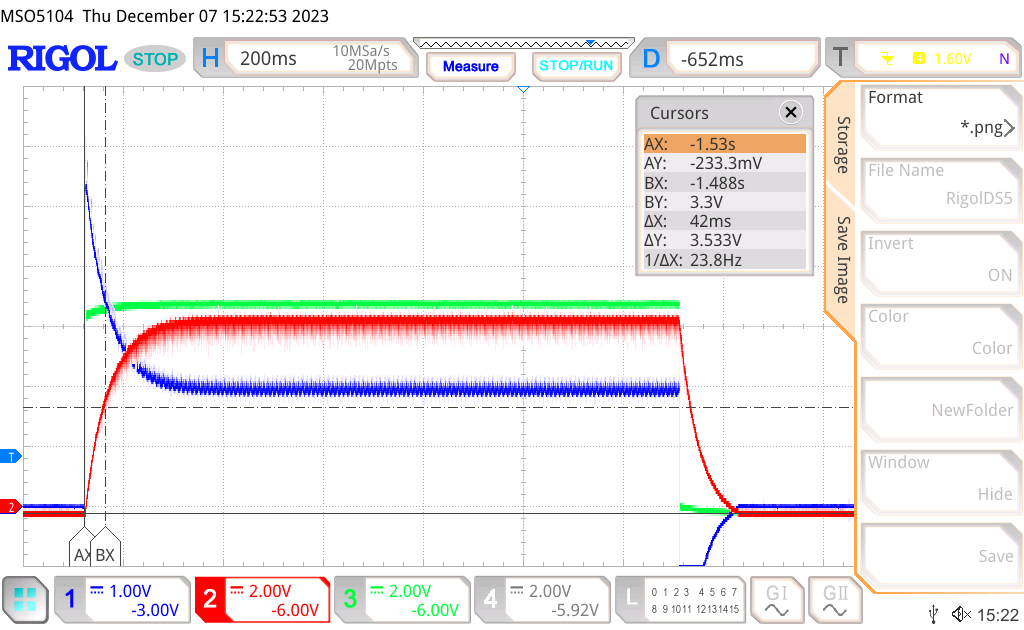 MSO5104 Thu December 07 15:22:53 2023
RIGOL STOP H 200ms 10MSa/s 20Mpts Measure STOP/RUN D -652ms T 1 1.60V N
Cursors
AX: -1.53s
AY: -233.3mV
BX: -1.488s
BY: 3.3V
ΔX: 42ms
ΔY: 3.533V
1/ΔX: 23.8Hz
Storage
Save Image
Format
*.png
File Name
RigolDS5
Invert
ON
Color
Color
NewFolder
Window
Hide
Save
T
2
AX BX
1 1.00V -3.00V
2 2.00V -6.00V
3 2.00V -6.00V
4 2.00V -5.92V
L 0 1 2 3 4 5 6 7
8 9 10 11 12 13 14 15
GI GII
15:22